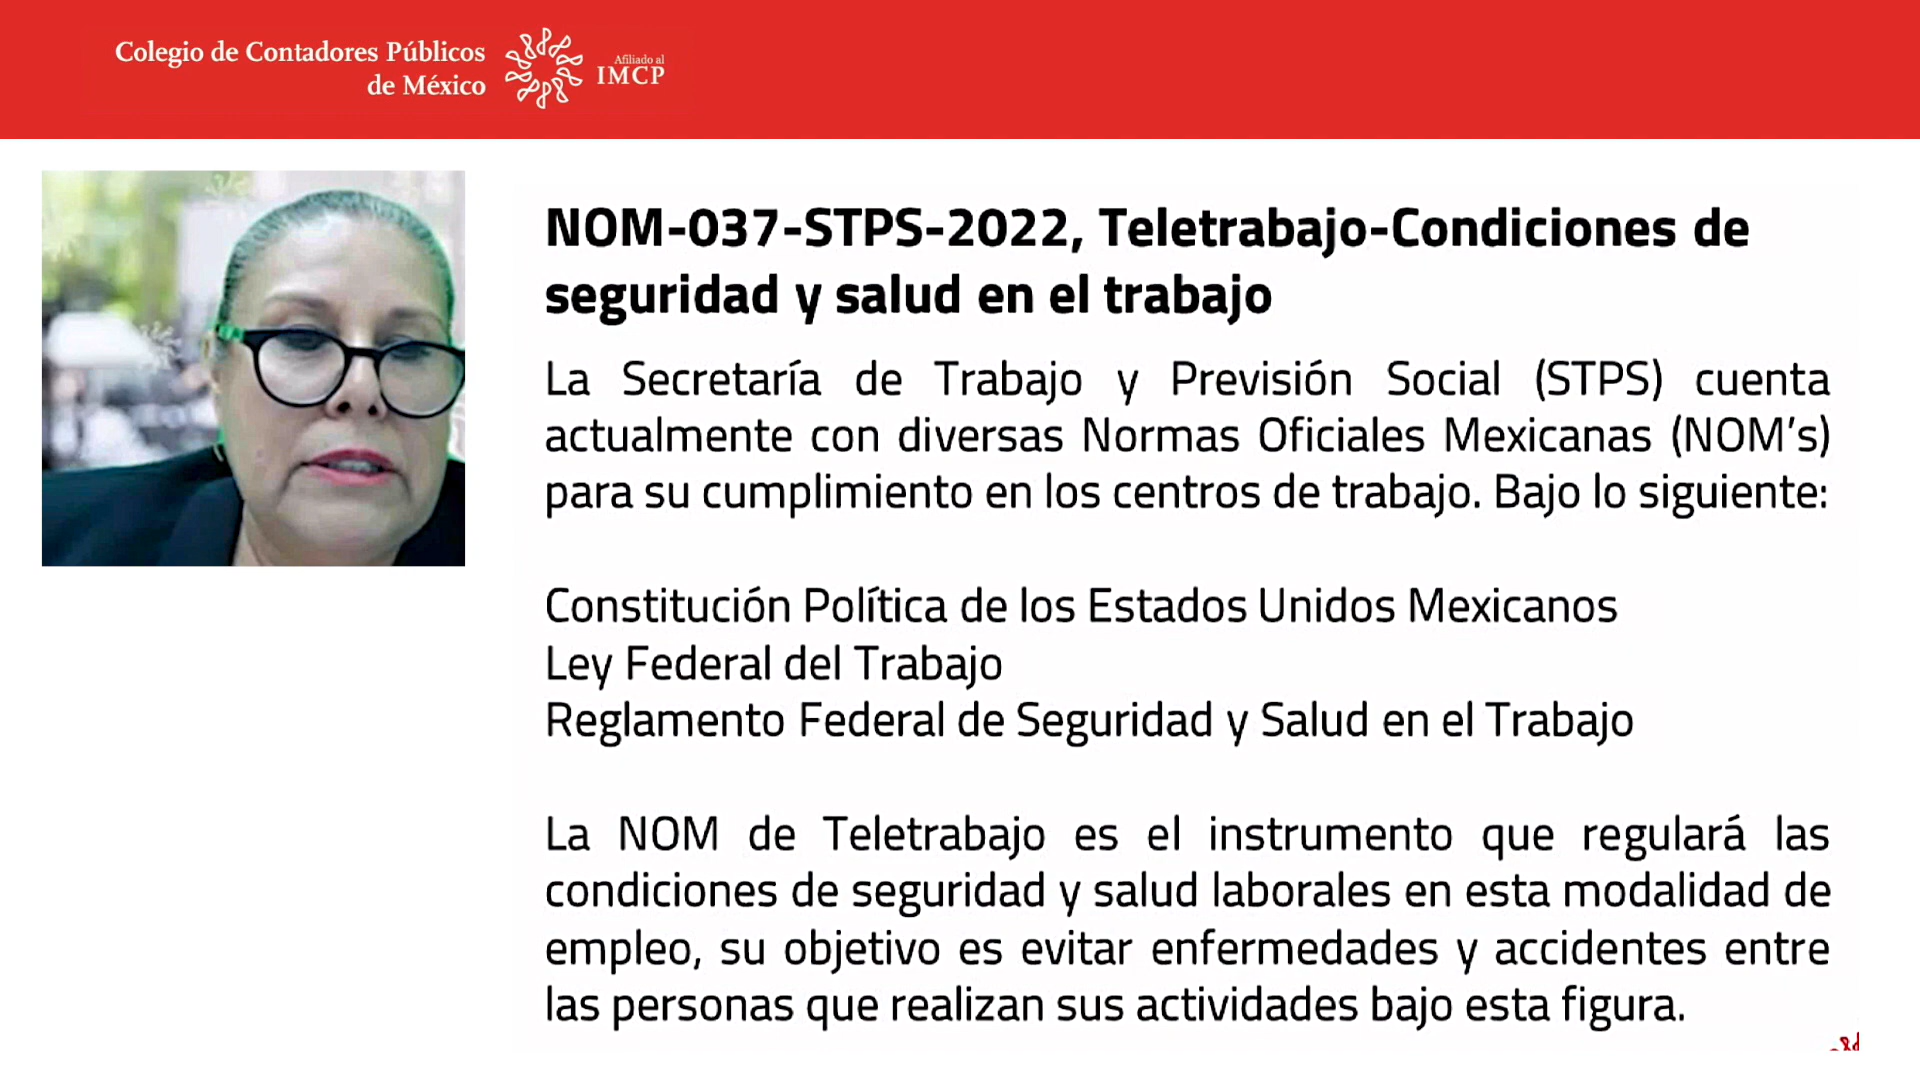 Colegio de Contadores Públicos
de México
Afiliado al
IMCP
NOM-037-STPS-2022, Teletrabajo-Condiciones de
seguridad y salud en el trabajo
La Secretaría de Trabajo y Previsión Social (STPS) cuenta
actualmente con diversas Normas Oficiales Mexicanas (NOM’s)
para su cumplimiento en los centros de trabajo. Bajo lo siguiente:
Constitución Política de los Estados Unidos Mexicanos
Ley Federal del Trabajo
Reglamento Federal de Seguridad y Salud en el Trabajo
La NOM de Teletrabajo es el instrumento que regulará las
condiciones de seguridad y salud laborales en esta modalidad de
empleo, su objetivo es evitar enfermedades y accidentes entre
las personas que realizan sus actividades bajo esta figura.